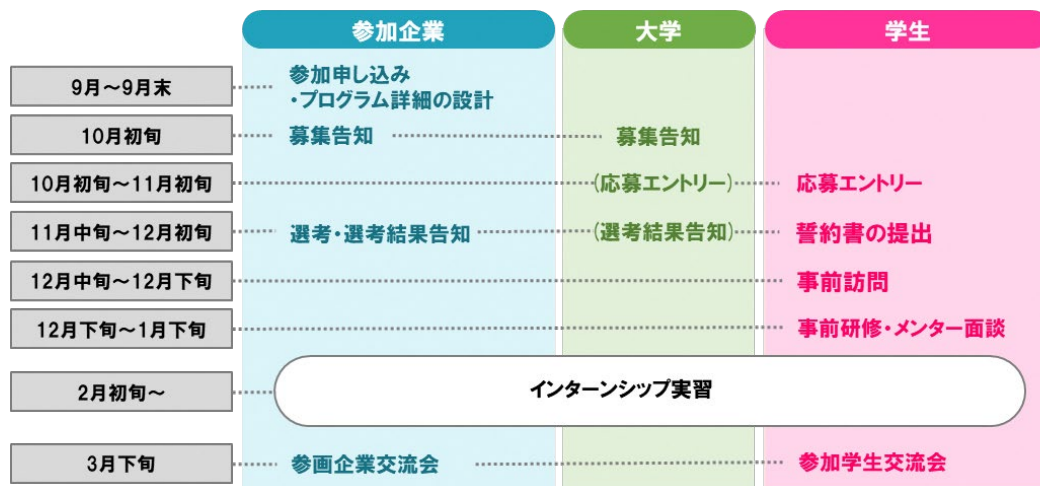 参加企業
大学
学生
9月～9月末
参加申し込み
・プログラム詳細の設計
10月初旬
募集告知
募集告知
10月初旬～11月初旬
(応募エントリー)
応募エントリー
11月中旬～12月初旬
選考・選考結果告知
(選考結果告知)
誓約書の提出
12月中旬～12月下旬
事前訪問
12月下旬～1月下旬
事前研修・メンター面談
2月初旬～
インターンシップ実習
3月下旬
参画企業交流会
参加学生交流会